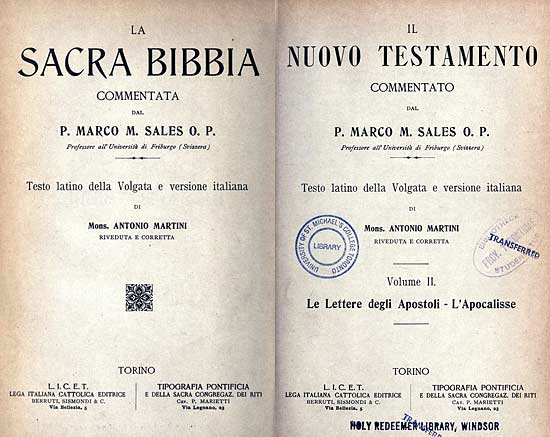 LA
SACRA BIBBIA
COMMENTATA
DAL
P. MARCO M. SALES O. P.
Professore all'Università di Friburgo (Svizzera)
Testo latino della Volgata e versione italiana
DI
Mons. ANTONIO MARTINI
RIVEDUTA E CORRETTA
TORINO
L. I. C. E. T.
LEGA ITALIANA CATTOLICA EDITRICE
BERRUTI, SISMONDI & C.
Via Bellezia, 5
TIPOGRAFIA PONTIFICIA
E DELLA SACRA CONGREGAZ. DEI RITI
CAV. P. MARIETTI
Via Legnano, 23
IL
NUOVO TESTAMENTO
COMMENTATO
DAL
P. MARCO M. SALES O. P.
Professore all'Università di Friburgo (Svizzera)
Testo latino della Volgata e versione italiana
DI
Mons. ANTONIO MARTINI
RIVEDUTA E CORRETTA
UNIVERSITY OF ST. MICHAEL'S COLLEGE TORONTO
LIBRARY
TRANSFERRED
Volume II.
Le Lettere degli Apostoli - L'Apocalisse
TORINO
L. I. C. E. T.
LEGA ITALIANA CATTOLICA EDITRICE
BERRUTI, SISMONDI & C.
Via Bellezia, 5
TIPOGRAFIA PONTIFICIA
E DELLA SACRA CONGREGAZ. DEI RITI
CAV. P. MARIETTI
Via Legnano, 23
HOLY REDEEMER LIBRARY, WINDSOR